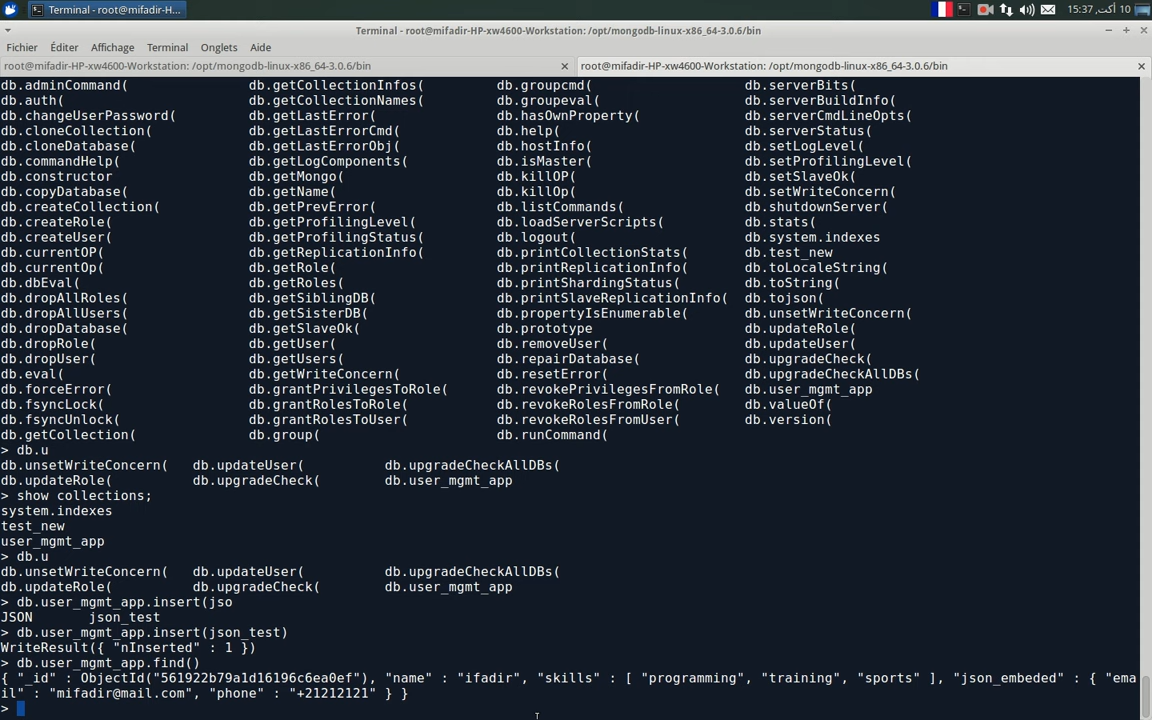 Terminal - root@mifadir-H...
10 أكت, 15:37
Terminal - root@mifadir-HP-xw4600-Workstation: /opt/mongodb-linux-x86_64-3.0.6/bin
Fichier Éditer Affichage Terminal Onglets Aide
root@mifadir-HP-xw4600-Workstation: /opt/mongodb-linux-x86_64-3.0.6/bin root@mifadir-HP-xw4600-Workstation: /opt/mongodb-linux-x86_64-3.0.6/bin
db.adminCommand( db.getCollectionInfos( db.groupcmd( db.serverBits(
db.auth( db.getCollectionNames( db.groupeval( db.serverBuildInfo(
db.changeUserPassword( db.getLastError( db.hasOwnProperty( db.serverCmdLineOpts(
db.cloneCollection( db.getLastErrorCmd( db.help( db.serverStatus(
db.cloneDatabase( db.getLastErrorObj( db.hostInfo( db.setLogLevel(
db.commandHelp( db.getLogComponents( db.isMaster( db.setProfilingLevel(
db.constructor db.getMongo( db.killOP( db.setSlaveOk(
db.copyDatabase( db.getName( db.killOp( db.setWriteConcern(
db.createCollection( db.getPrevError( db.listCommands( db.shutdownServer(
db.createRole( db.getProfilingLevel( db.loadServerScripts( db.stats(
db.createUser( db.getProfilingStatus( db.logout( db.system.indexes
db.currentOP( db.getReplicationInfo( db.printCollectionStats( db.test_new
db.currentOp( db.getRole( db.printReplicationInfo( db.toLocaleString(
db.dbEval( db.getRoles( db.printShardingStatus( db.toString(
db.dropAllRoles( db.getSiblingDB( db.printSlaveReplicationInfo( db.tojson(
db.dropAllUsers( db.getSisterDB( db.propertyIsEnumerable( db.unsetWriteConcern(
db.dropDatabase( db.getSlaveOk( db.prototype db.updateRole(
db.dropRole( db.getUser( db.removeUser( db.updateUser(
db.dropUser( db.getUsers( db.repairDatabase( db.upgradeCheck(
db.eval( db.getWriteConcern( db.resetError( db.upgradeCheckAllDBs(
db.forceError( db.grantPrivilegesToRole( db.revokePrivilegesFromRole( db.user_mgmt_app
db.fsyncLock( db.grantRolesToRole( db.revokeRolesFromRole( db.valueOf(
db.fsyncUnlock( db.grantRolesToUser( db.revokeRolesFromUser( db.version(
db.getCollection( db.group( db.runCommand(
> db.u
db.unsetWriteConcern( db.updateUser( db.upgradeCheckAllDBs(
db.updateRole( db.upgradeCheck( db.user_mgmt_app
> show collections;
system.indexes
test_new
user_mgmt_app
> db.u
db.unsetWriteConcern( db.updateUser( db.upgradeCheckAllDBs(
db.updateRole( db.upgradeCheck( db.user_mgmt_app
> db.user_mgmt_app.insert(jso
JSON json_test
> db.user_mgmt_app.insert(json_test)
WriteResult({ "nInserted" : 1 })
> db.user_mgmt_app.find()
{ "_id" : ObjectId("561922b79a1d16196c6ea0ef"), "name" : "ifadir", "skills" : [ "programming", "training", "sports" ], "json_embeded" : { "ema
il" : "mifadir@mail.com", "phone" : "+21212121" } }
>